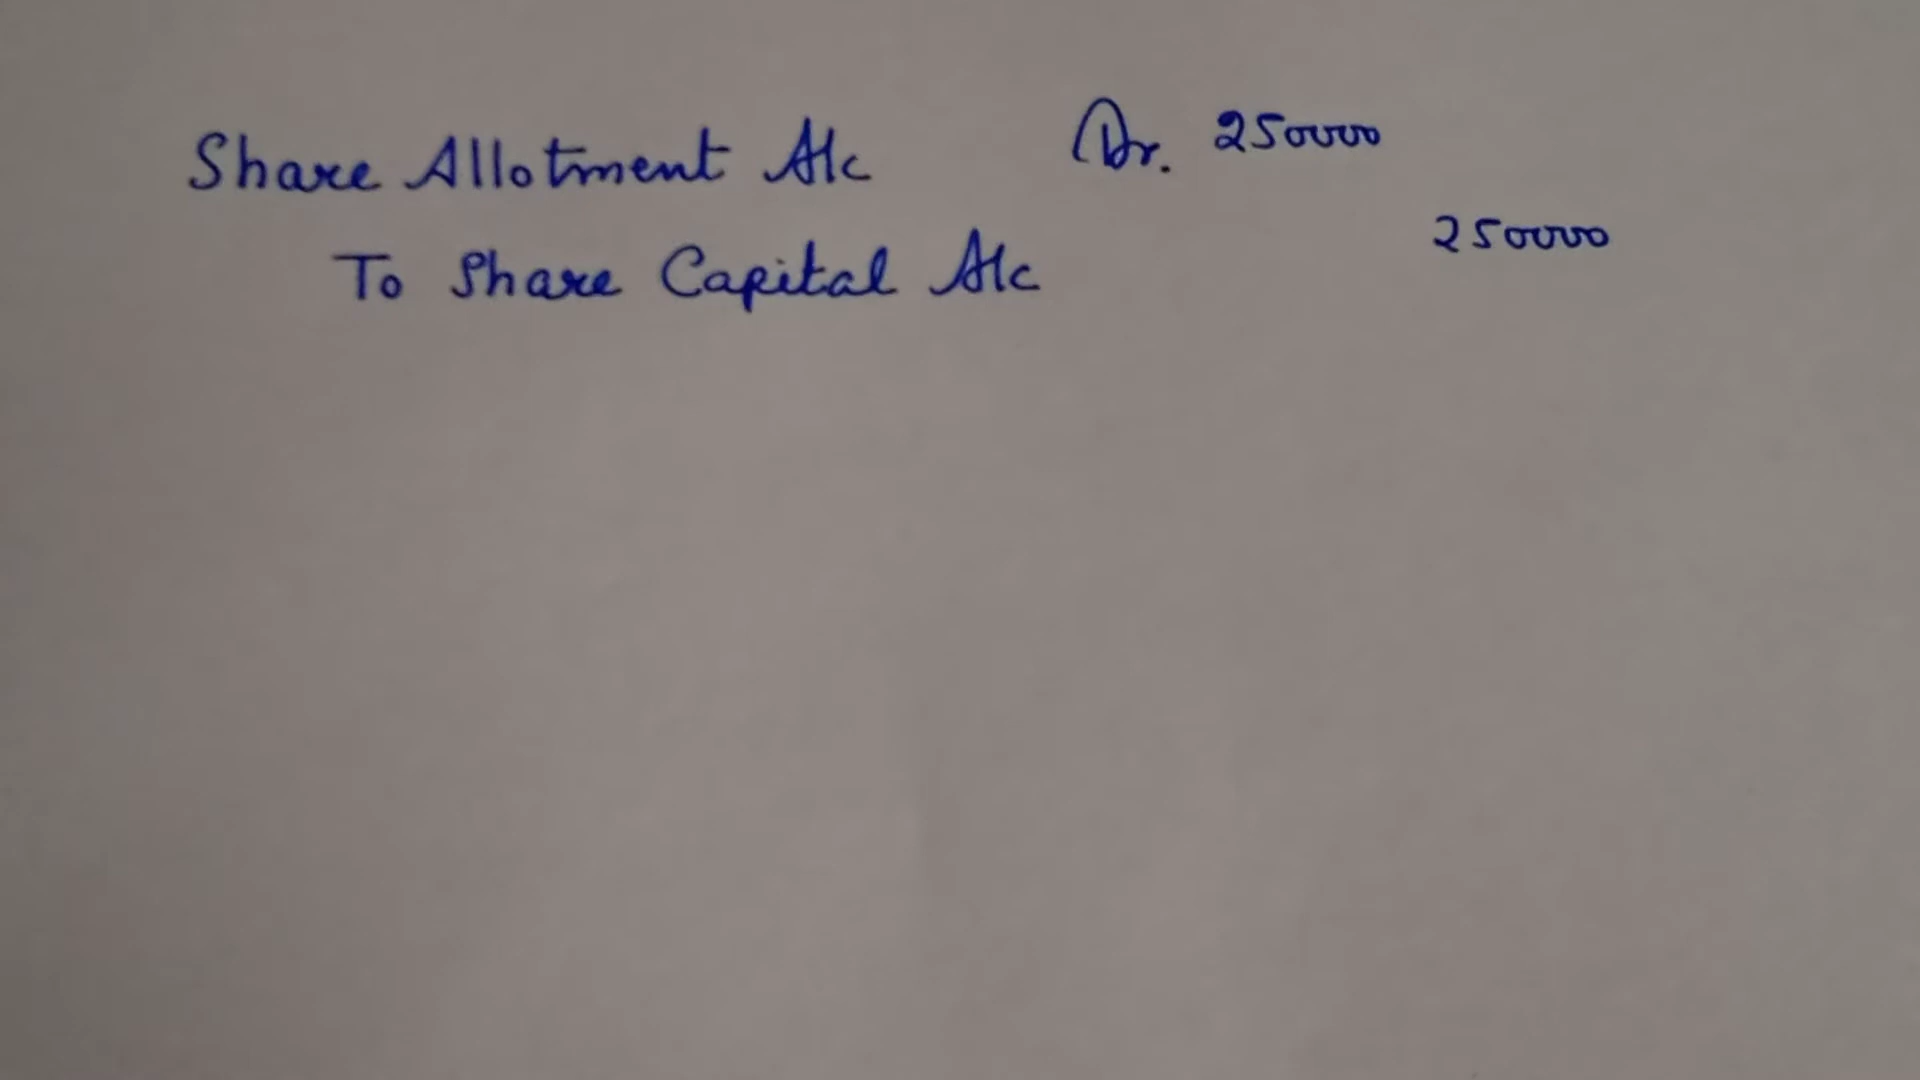 Share Allotment A/c Dr. 250000
To Share Capital A/c 250000